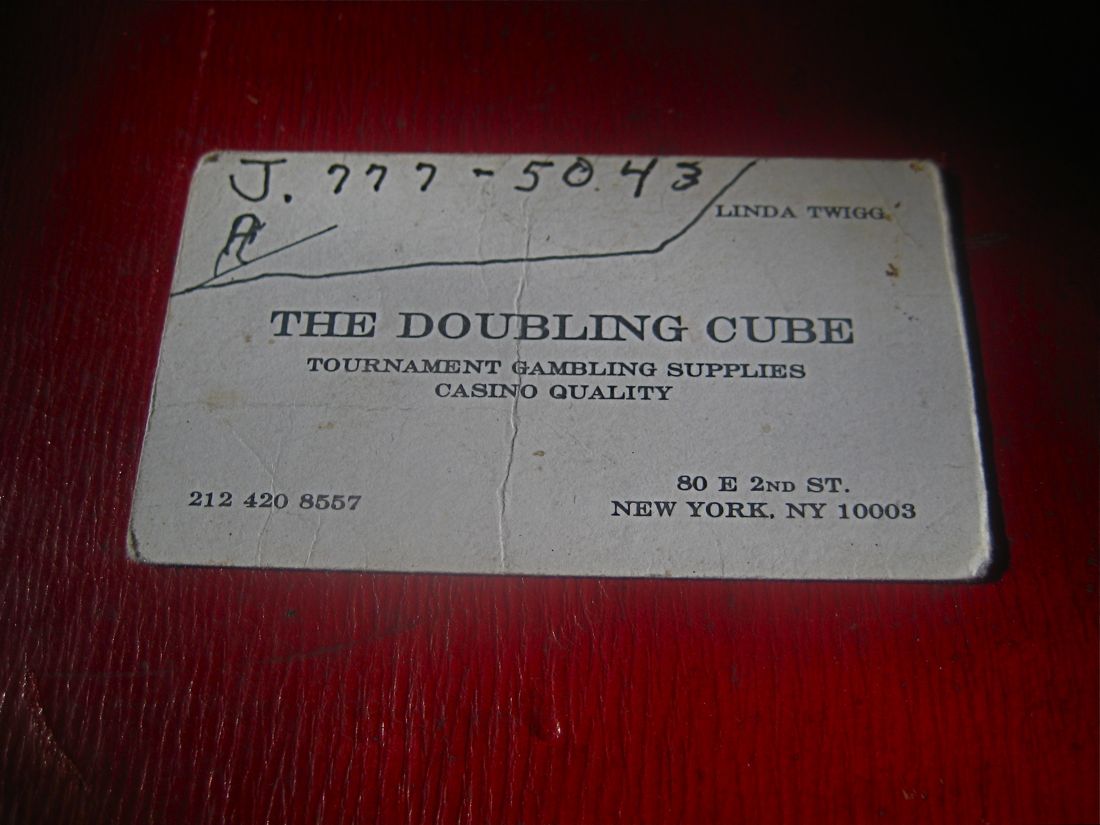 J. 777-5043
A
LINDA TWIGG
THE DOUBLING CUBE
TOURNAMENT GAMBLING SUPPLIES
CASINO QUALITY
212 420 8557
80 E 2ND ST.
NEW YORK, NY 10003